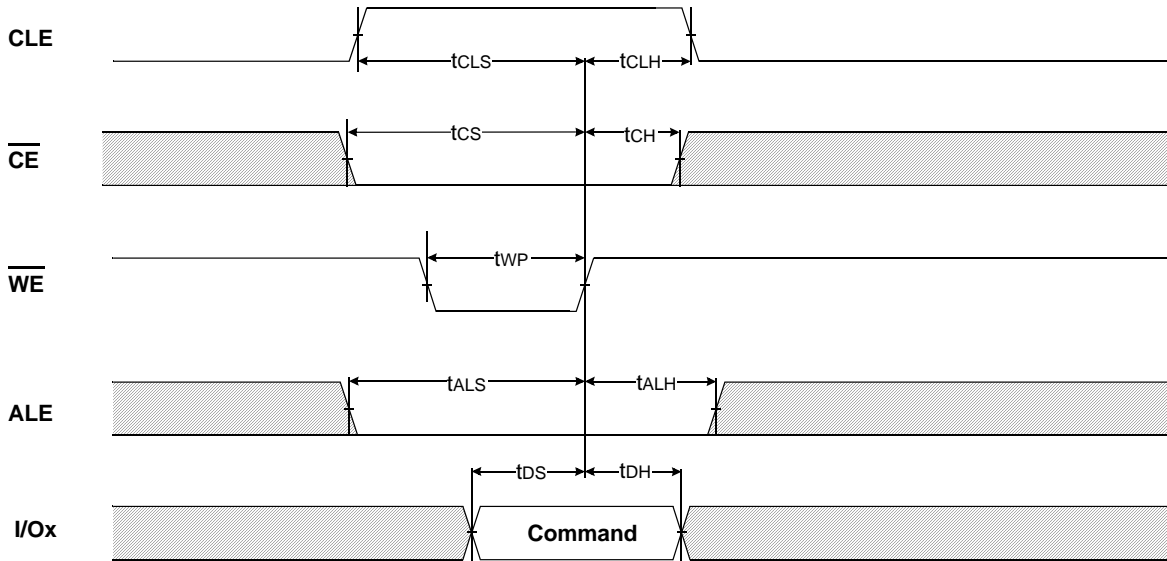 CLE
tCLS
tCLH
CE
tCS
tCH
WE
tWP
ALE
tALS
tALH
I/Ox
tDS
tDH
Command